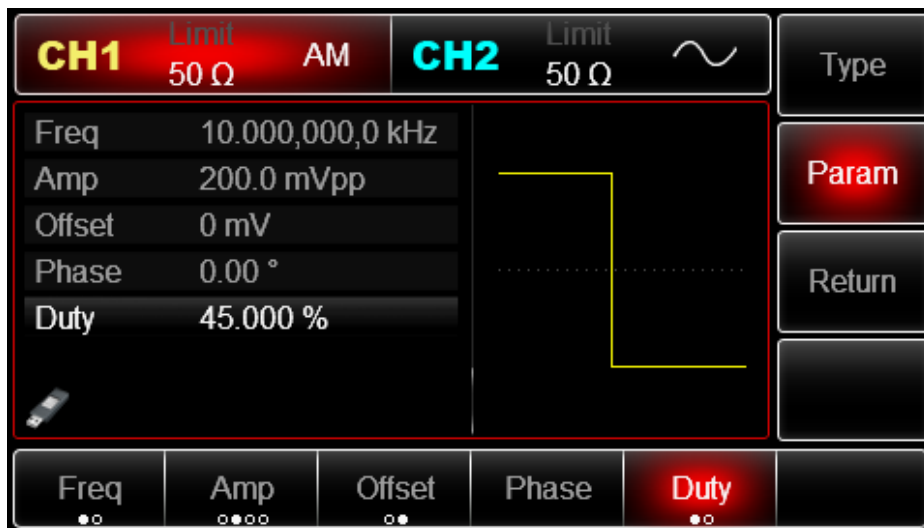 CH1 Limit 50 Ω AM CH2 Limit 50 Ω
Type
Freq 10.000,000,0 kHz
Amp 200.0 mVpp
Offset 0 mV
Phase 0.00 °
Duty 45.000 %
Param
Return
Freq Amp Offset Phase Duty